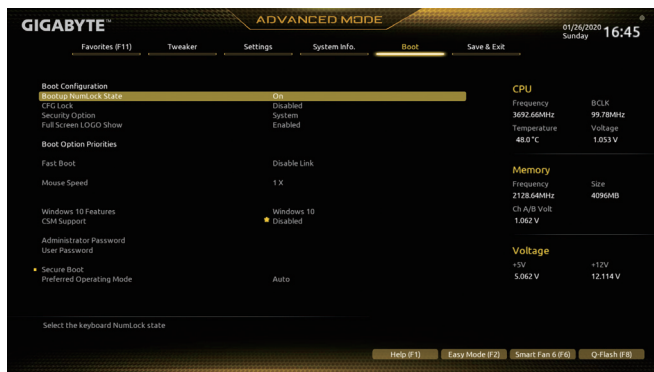 GIGABYTE™
ADVANCED MODE
01/26/2020 Sunday 16:45
Favorites (F11) Tweaker Settings System Info. Boot Save & Exit
Boot Configuration
Bootup NumLock State On
CFG Lock Disabled
Security Option System
Full Screen LOGO Show Enabled
Boot Option Priorities
Fast Boot Disable Link
Mouse Speed 1 X
Windows 10 Features Windows 10
CSM Support Disabled
Administrator Password
User Password
Secure Boot
Preferred Operating Mode Auto
CPU
Frequency BCLK
3692.66MHz 99.78MHz
Temperature Voltage
48.0 °C 1.053 V
Memory
Frequency Size
2128.64MHz 4096MB
Ch A/B Volt
1.062 V
Voltage
+5V +12V
5.062 V 12.114 V
Select the keyboard NumLock state
Help (F1) Easy Mode (F2) Smart Fan 6 (F6) Q-Flash (F8)